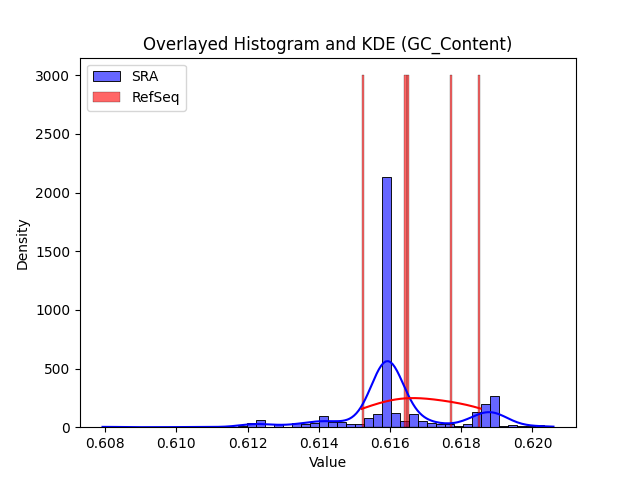 Overlayed Histogram and KDE (GC_Content)
SRA
RefSeq
3000
2500
2000
1500
1000
500
0
Density
0.608 0.610 0.612 0.614 0.616 0.618 0.620
Value